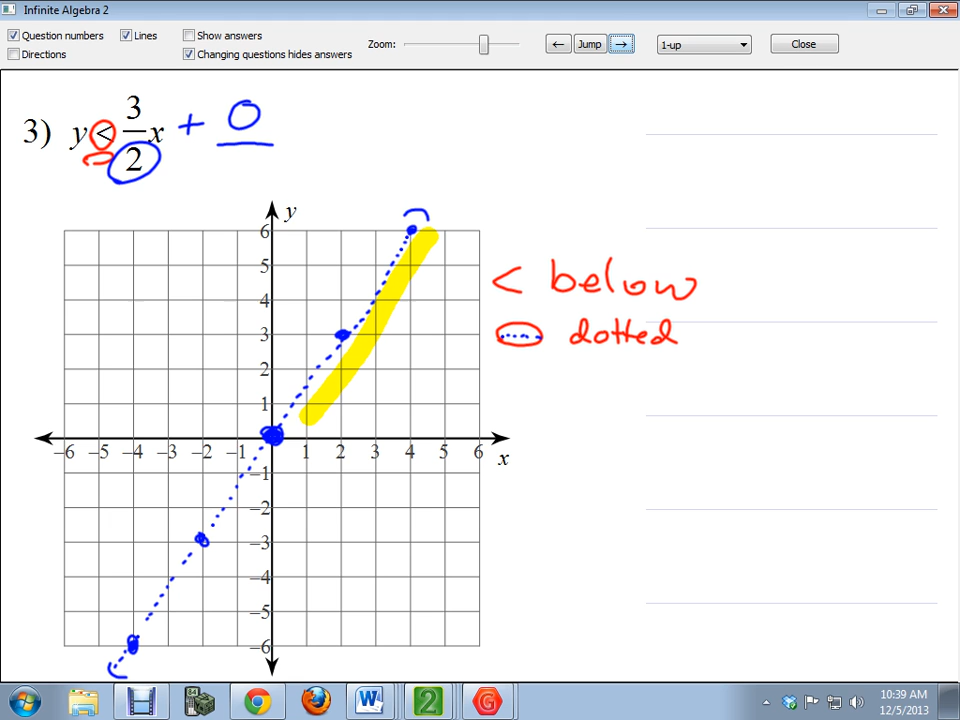 Infinite Algebra 2
Question numbers Lines Show answers Zoom: ← Jump → 1-up Close
Directions Changing questions hides answers
3) y < 3/2 x + 0
y
6
5
4
3
2
1
-6 -5 -4 -3 -2 -1 1 2 3 4 5 6 x
-1
-2
-3
-4
-5
-6
< below
dotted
84 W 2 G
10:39 AM
12/5/2013